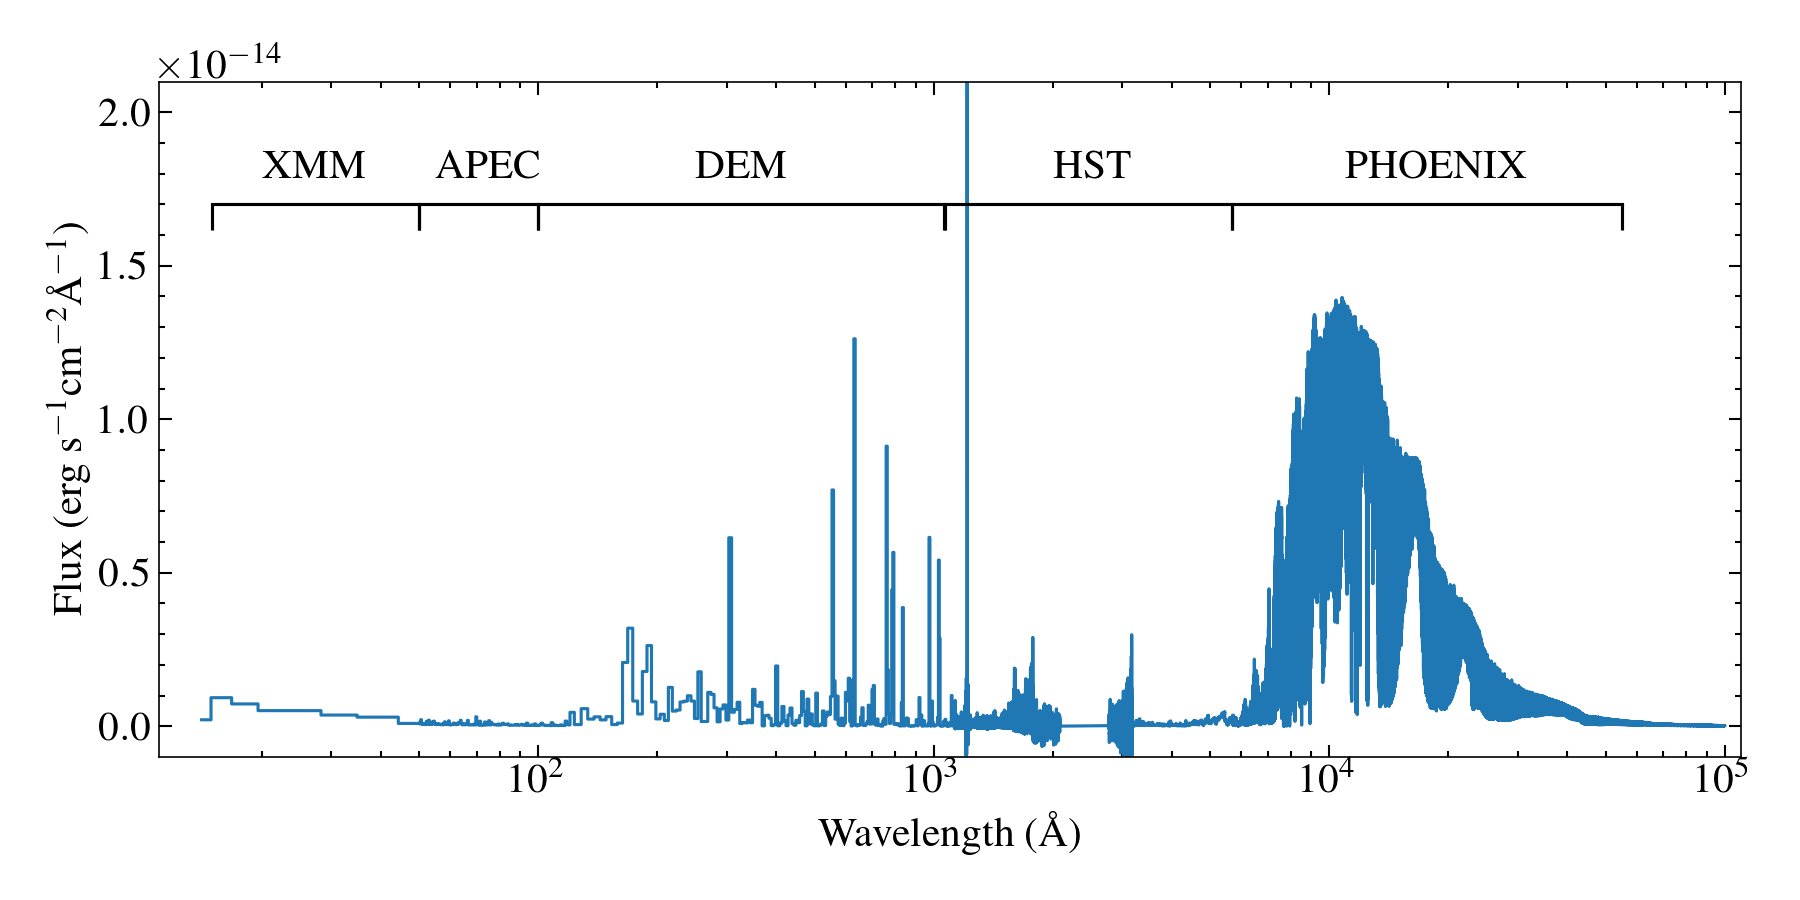 ×10⁻¹⁴
2.0
1.5
1.0
0.5
0.0
Flux (erg s⁻¹cm⁻²Å⁻¹)
XMM APEC DEM HST PHOENIX
10² 10³ 10⁴ 10⁵
Wavelength (Å)